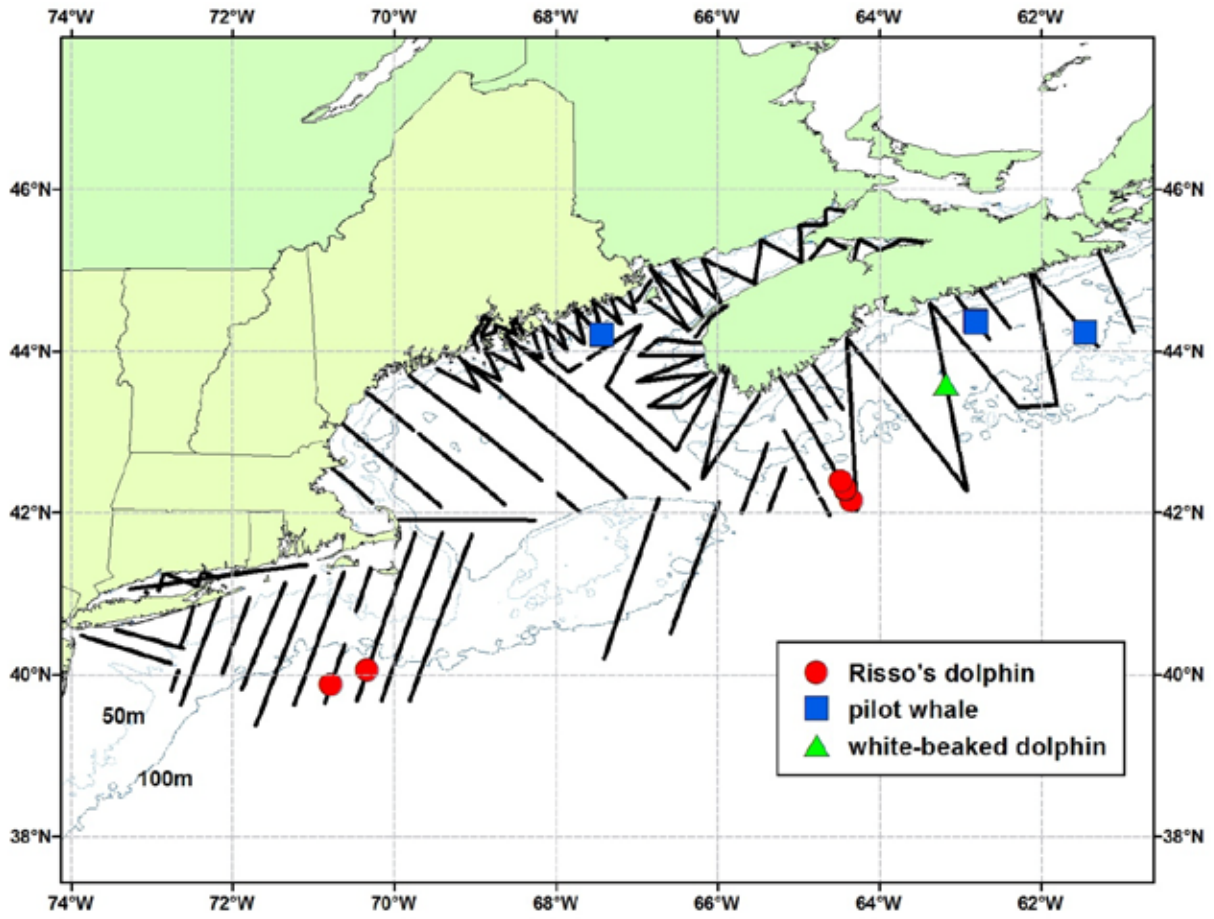 74°W 72°W 70°W 68°W 66°W 64°W 62°W
46°N 46°N
44°N 44°N
42°N 42°N
40°N 40°N
Risso's dolphin
pilot whale
50m
white-beaked dolphin
100m
38°N 38°N
74°W 72°W 70°W 68°W 66°W 64°W 62°W